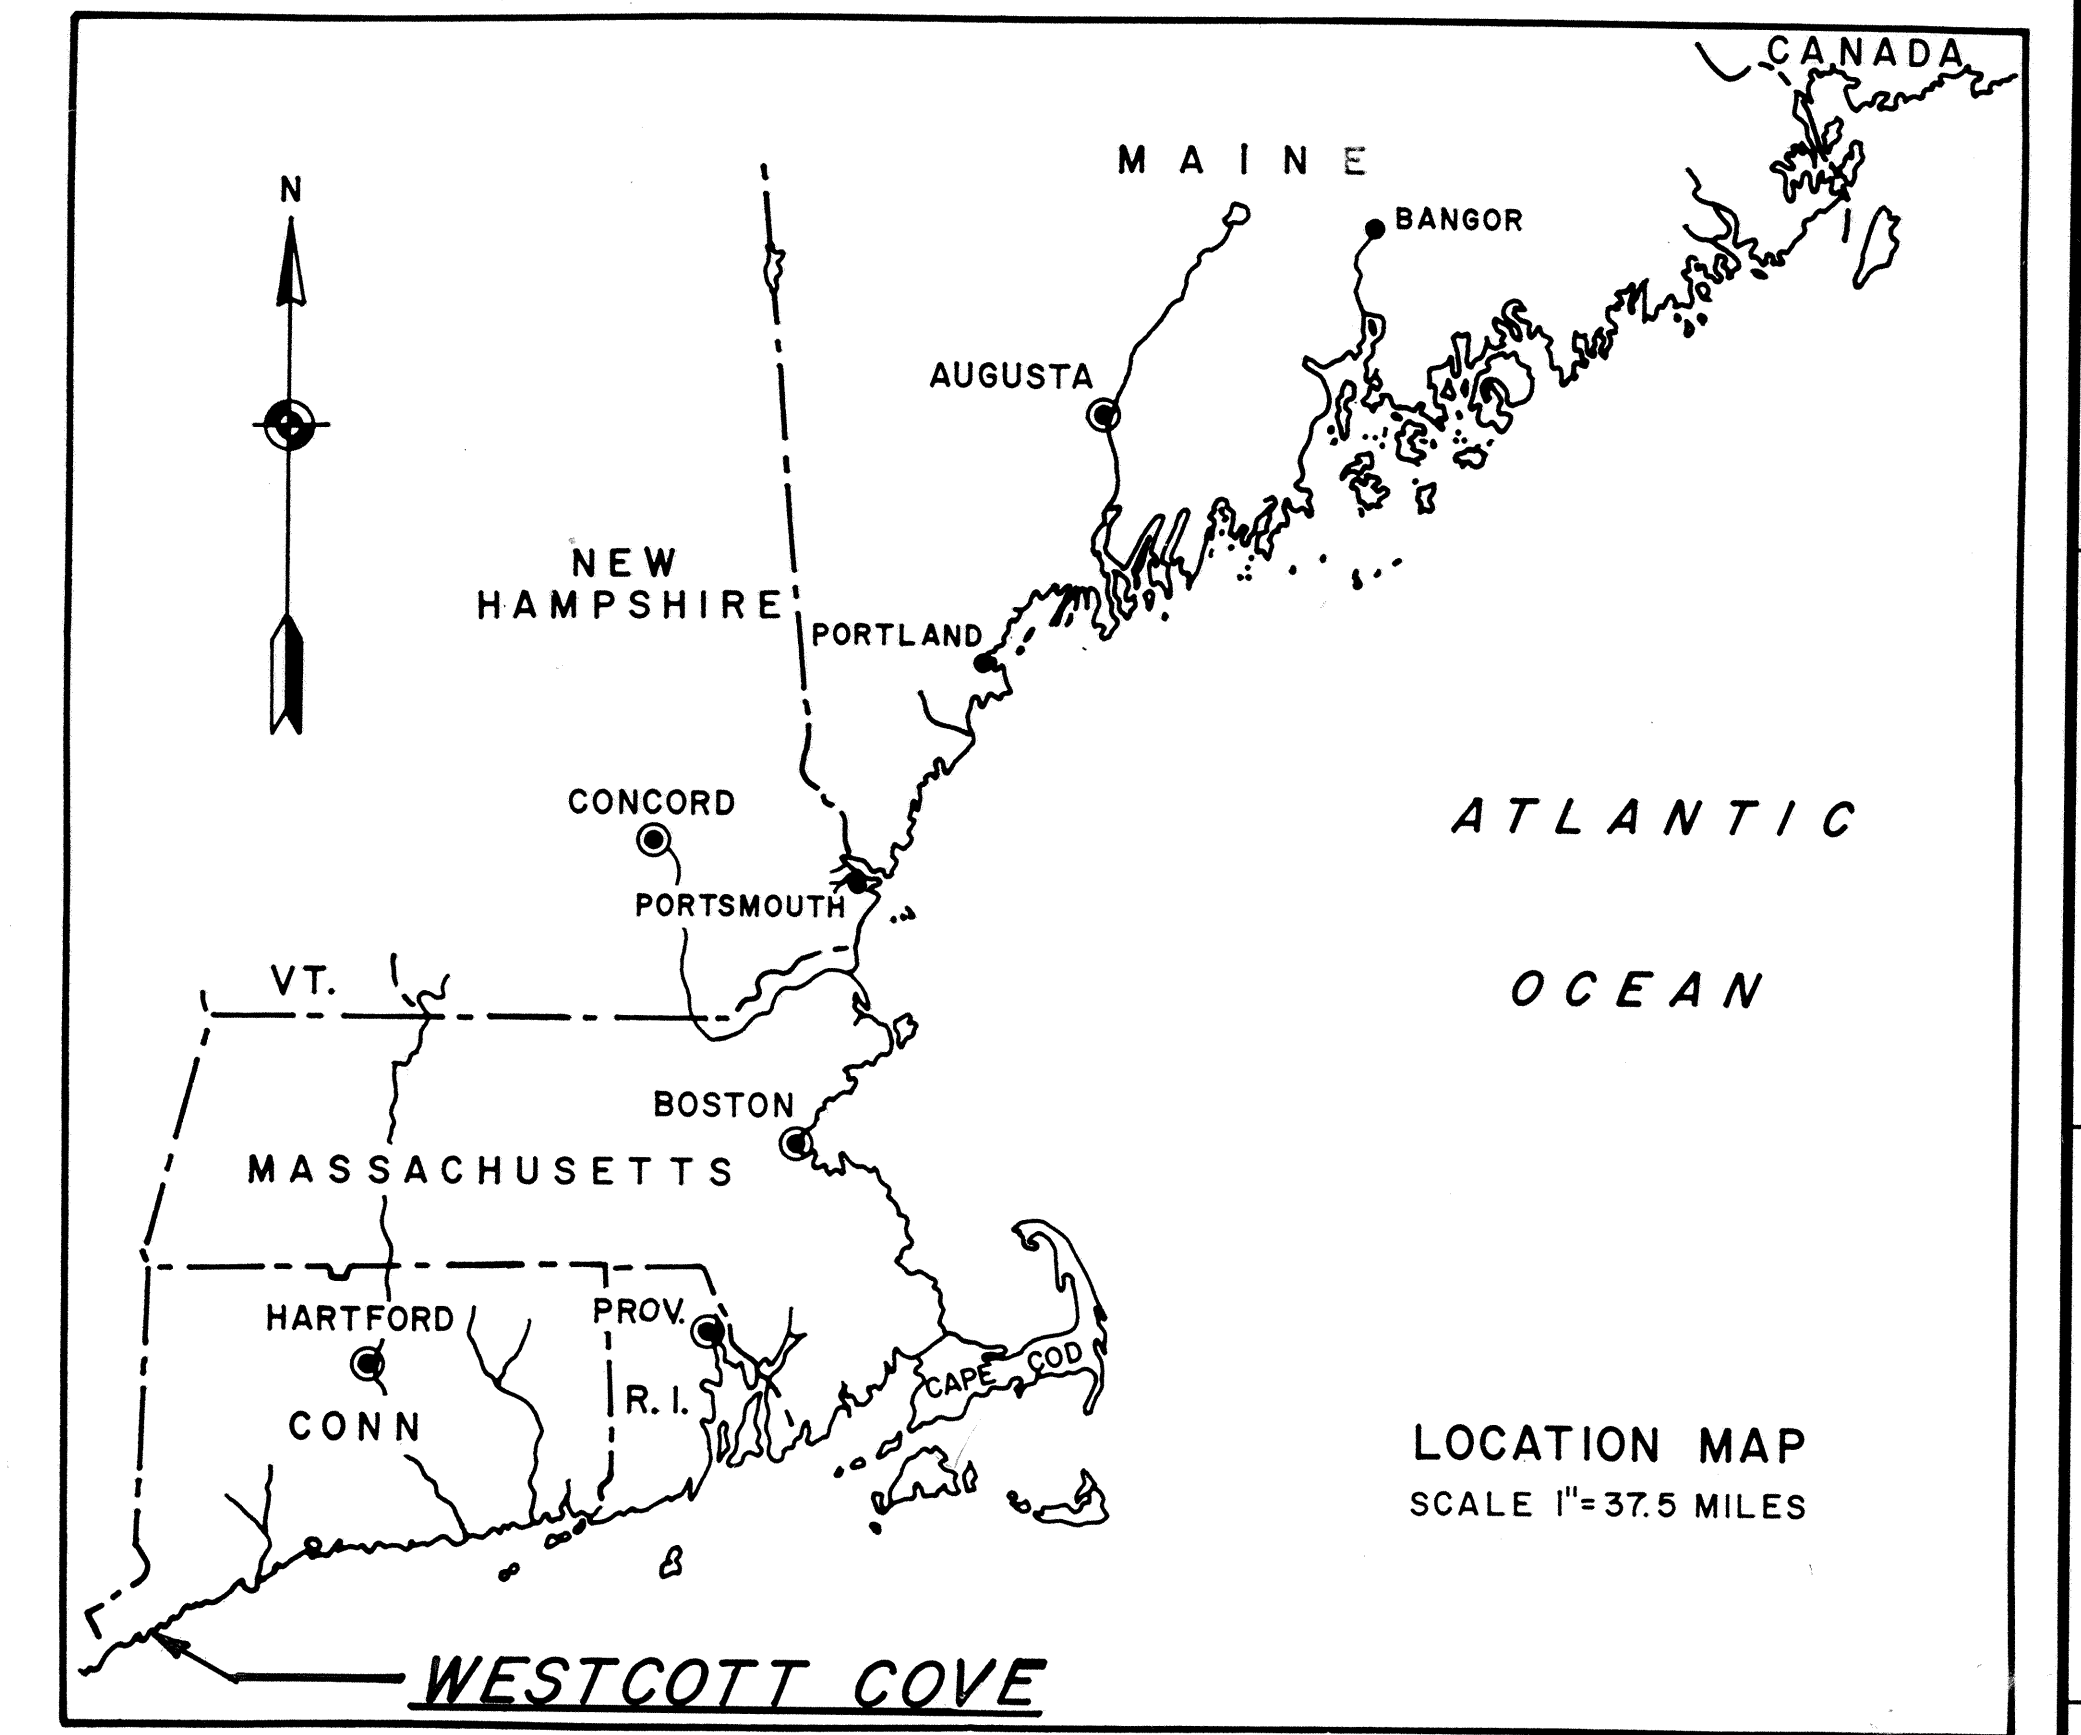 CANADA
MAINE
N
BANGOR
AUGUSTA
NEW
HAMPSHIRE
PORTLAND
CONCORD
ATLANTIC
PORTSMOUTH
VT.
OCEAN
BOSTON
MASSACHUSETTS
HARTFORD
PROV.
CAPE COD
R. I.
CONN
LOCATION MAP
SCALE 1"=37.5 MILES
WESTCOTT COVE